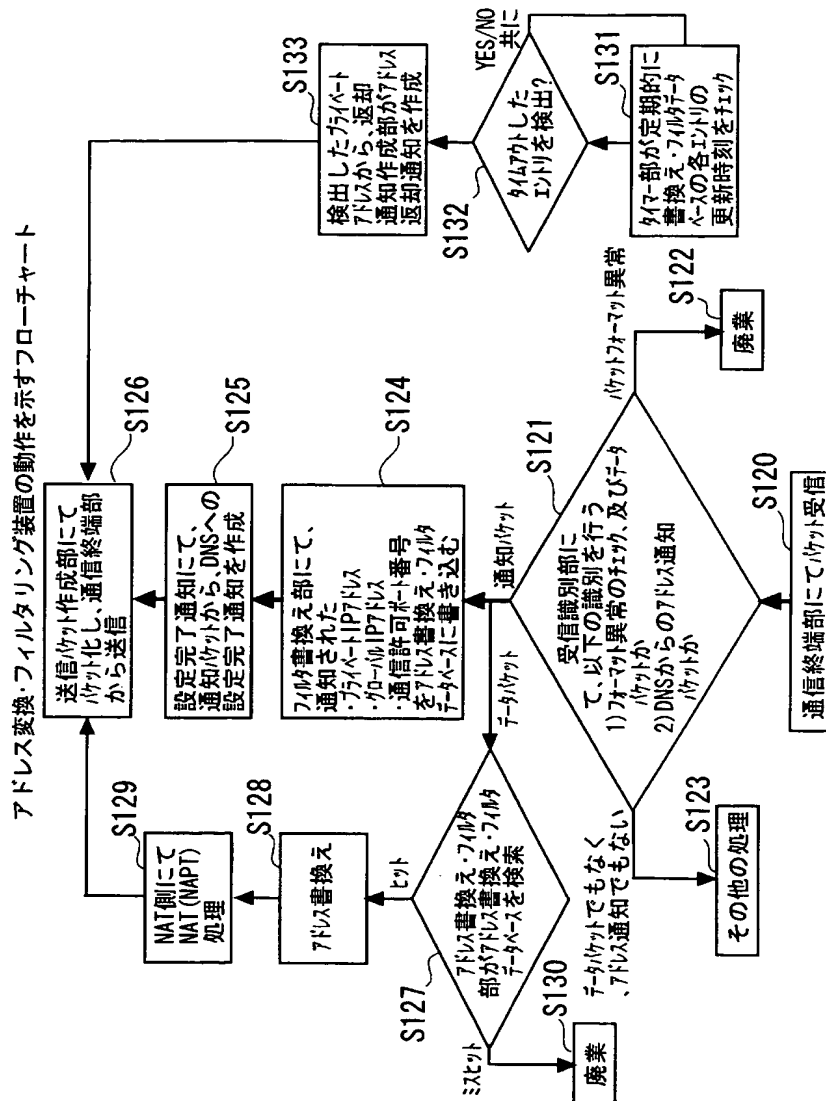 アドレス変換・フィルタリング装置の動作を示すフローチャート
S126
送信パケット作成部にて
パケット化し、通信終端部
から送信
S125
設定完了通知にて、
通知パケットから、DNSへの
設定完了通知を作成
S124
フィルタ書換え部にて、
通知された
・プライベートIPアドレス
・グローバルIPアドレス
・通信許可ポート番号
をアドレス書換え・フィルタ
データベースに書き込む
通知パケット
データパケット
S121
受信識別部に
て、以下の識別を行う
1)フォーマット異常のチェック、及びデータ
パケットか
2)DNSからのアドレス通知
パケットか
パケットフォーマット異常
S122
廃業
データパケットでもなく
、アドレス通知でもない
S123
その他の処理
S120
通信終端部にてパケット受信
S129
NAT側にて
NAT(NAPT)
処理
S128
アドレス書換え
ヒット
S127
アドレス書換え・フィルタ
部がアドレス書換え・フィルタ
データベースを検索
ミスヒット
S130
廃業
S133
検出したプライベート
アドレスから、返却
通知作成部がアドレス
返却通知を作成
S132
タイムアウトした
エントリを検出?
YES/NO
共に
S131
タイマー部が定期的に
書換え・フィルタデータ
ベースの各エントリの
更新時刻をチェック